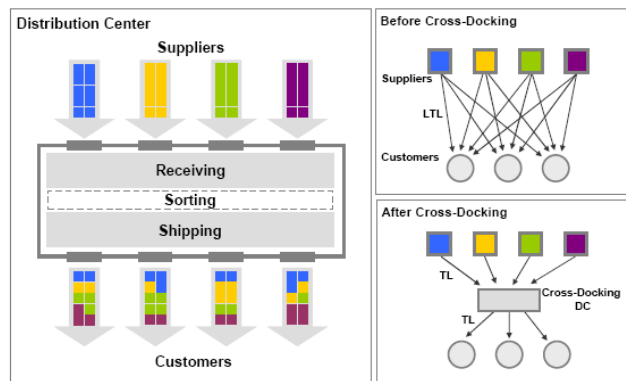 Distribution Center
Suppliers
Receiving
Sorting
Shipping
Customers
Before Cross-Docking
Suppliers
LTL
Customers
After Cross-Docking
TL
Cross-Docking
DC
TL